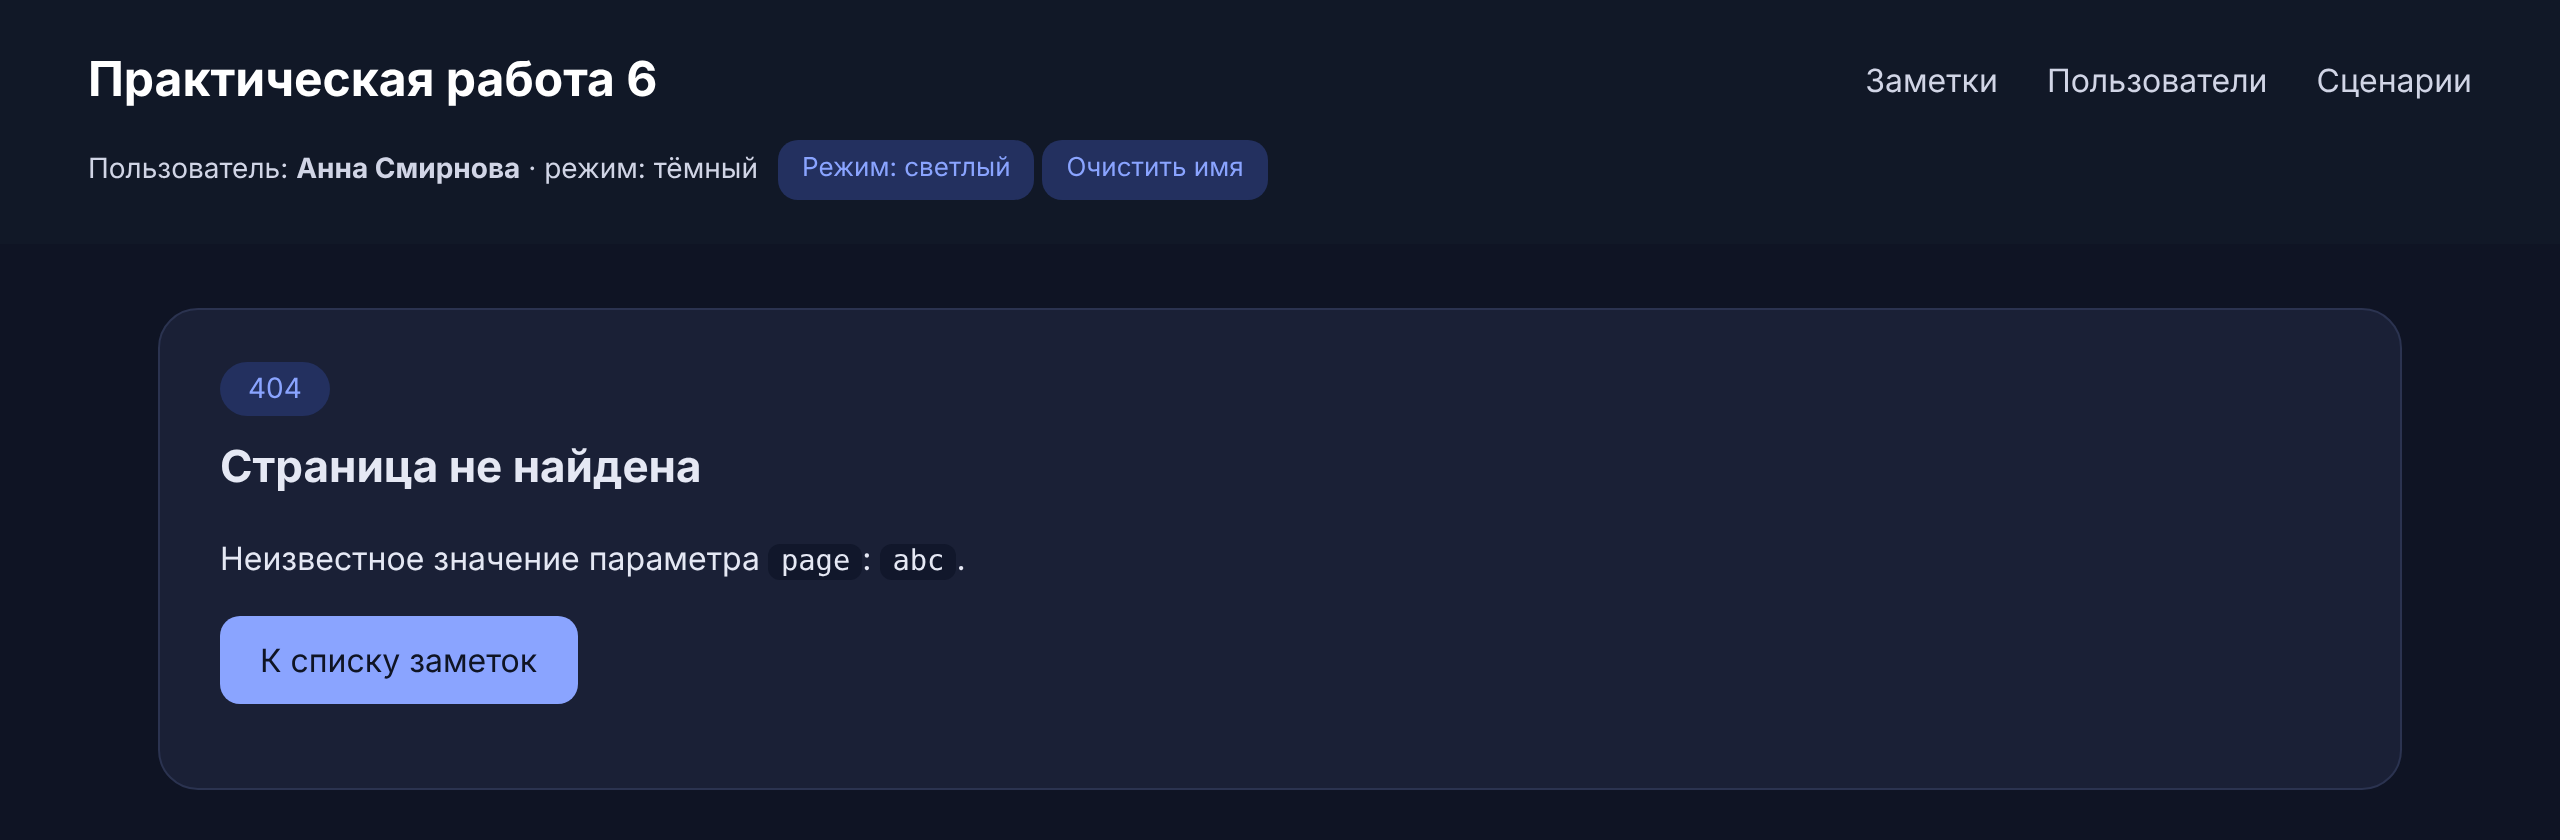 Практическая работа 6
Заметки Пользователи Сценарии
Пользователь: Анна Смирнова · режим: тёмный Режим: светлый Очистить имя
404
Страница не найдена
Неизвестное значение параметра page: abc.
К списку заметок